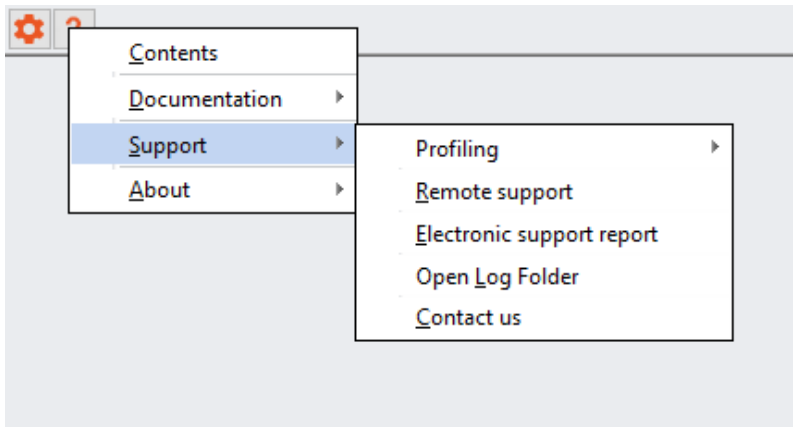 Contents
Documentation
Support
About
Profiling
Remote support
Electronic support report
Open Log Folder
Contact us